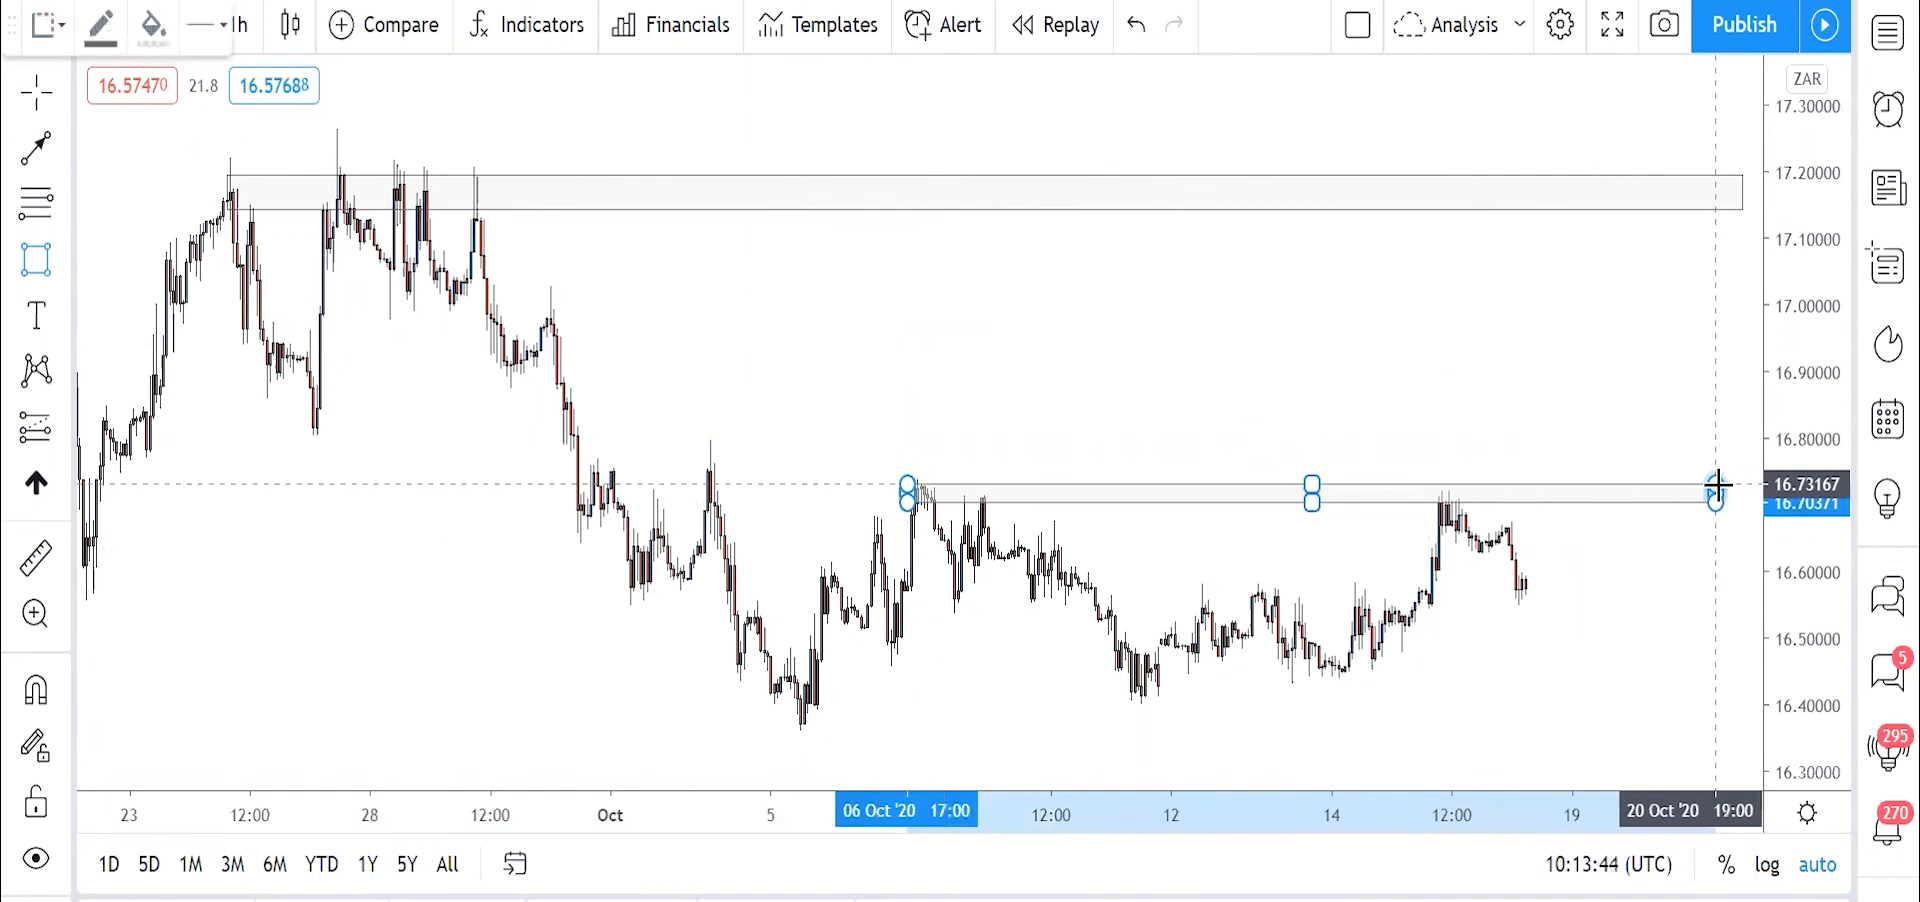 h Compare Indicators Financials Templates Alert Replay Analysis Publish
16.57470 21.8 16.57688
ZAR
17.30000
17.20000
17.10000
17.00000
16.90000
16.80000
16.73167
16.70371
16.60000
16.50000
16.40000
16.30000
T
5
295
270
23 12:00 28 12:00 Oct 5 06 Oct '20 17:00 12:00 12 14 12:00 19 20 Oct '20 19:00
1D 5D 1M 3M 6M YTD 1Y 5Y All 10:13:44 (UTC) % log auto